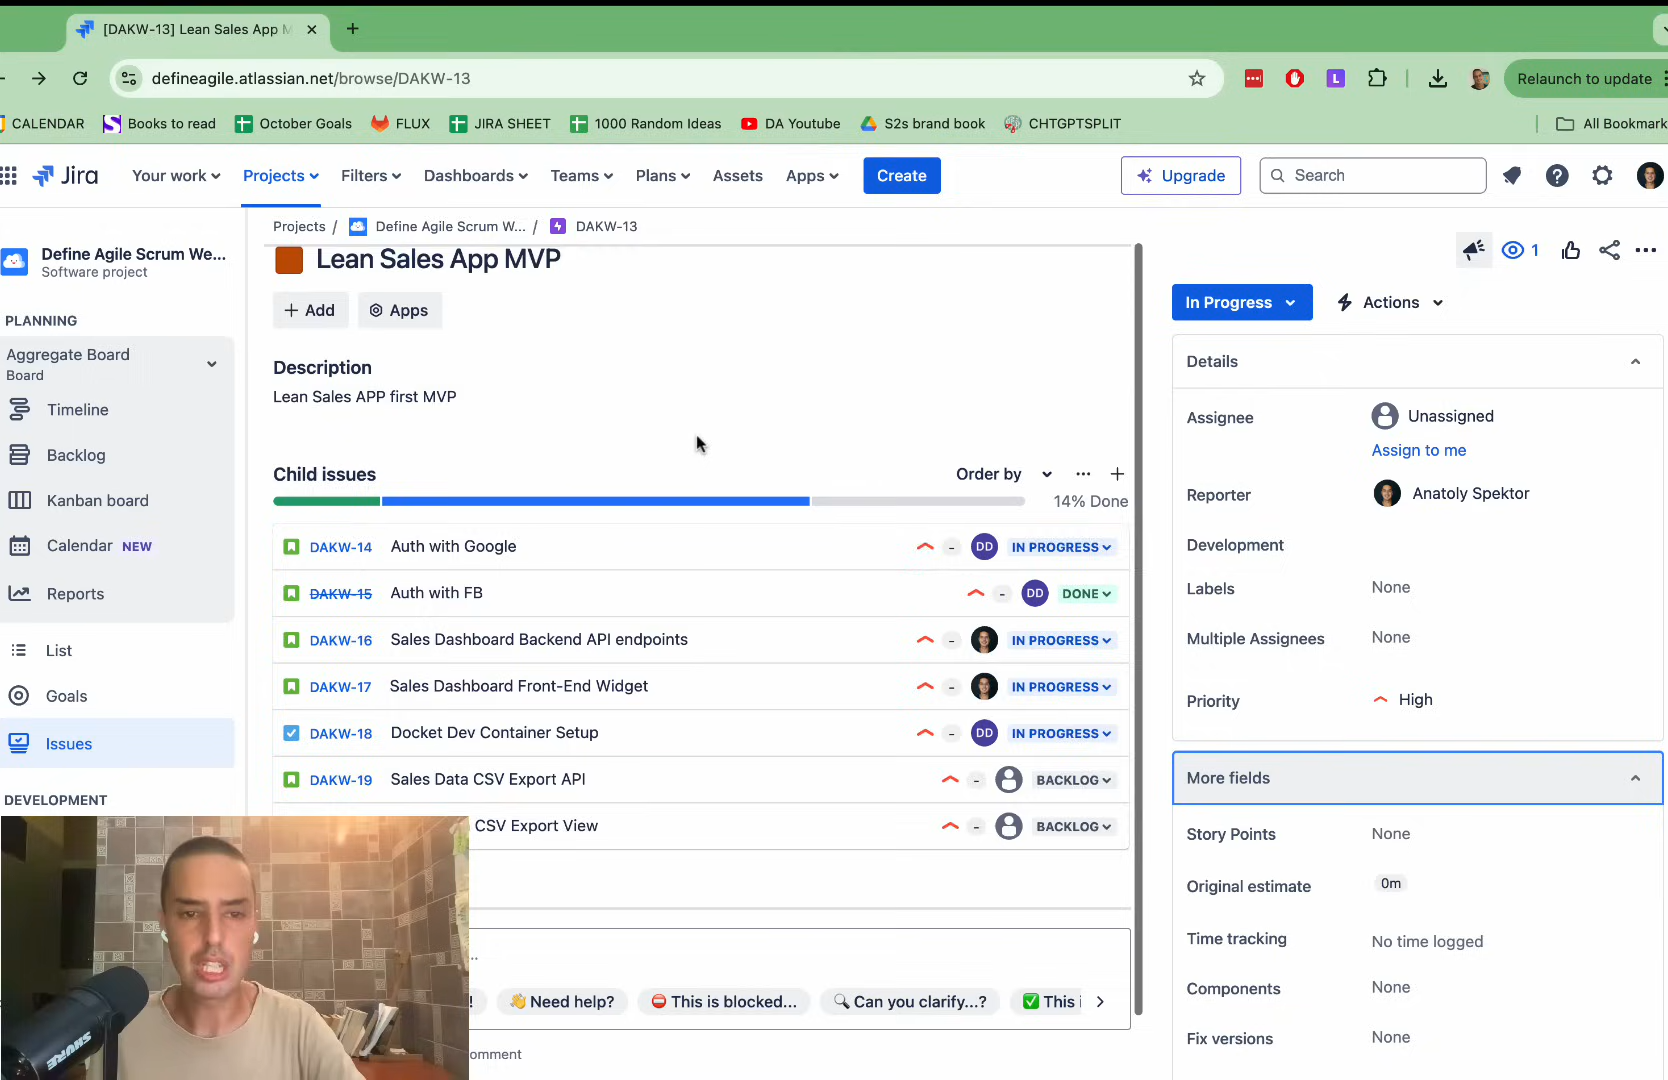 [DAKW-13] Lean Sales App M
defineagile.atlassian.net/browse/DAKW-13
Relaunch to update
CALENDAR
Books to read
October Goals
FLUX
JIRA SHEET
1000 Random Ideas
DA Youtube
S2s brand book
CHTGPTSPLIT
All Bookmark
Jira
Your work
Projects
Filters
Dashboards
Teams
Plans
Assets
Apps
Create
Upgrade
Search
Define Agile Scrum We...
Software project
PLANNING
Aggregate Board
Board
Timeline
Backlog
Kanban board
Calendar NEW
Reports
List
Goals
Issues
DEVELOPMENT
Projects / Define Agile Scrum W... / DAKW-13
Lean Sales App MVP
+ Add
Apps
Description
Lean Sales APP first MVP
Child issues
Order by
14% Done
DAKW-14 Auth with Google - DD IN PROGRESS
DAKW-15 Auth with FB - DD DONE
DAKW-16 Sales Dashboard Backend API endpoints - IN PROGRESS
DAKW-17 Sales Dashboard Front-End Widget - IN PROGRESS
DAKW-18 Docket Dev Container Setup - DD IN PROGRESS
DAKW-19 Sales Data CSV Export API - BACKLOG
CSV Export View - BACKLOG
...
! Need help? This is blocked... Can you clarify...? This i
omment
1
In Progress
Actions
Details
Assignee Unassigned
Assign to me
Reporter Anatoly Spektor
Development
Labels None
Multiple Assignees None
Priority High
More fields
Story Points None
Original estimate 0m
Time tracking No time logged
Components None
Fix versions None
SHURE